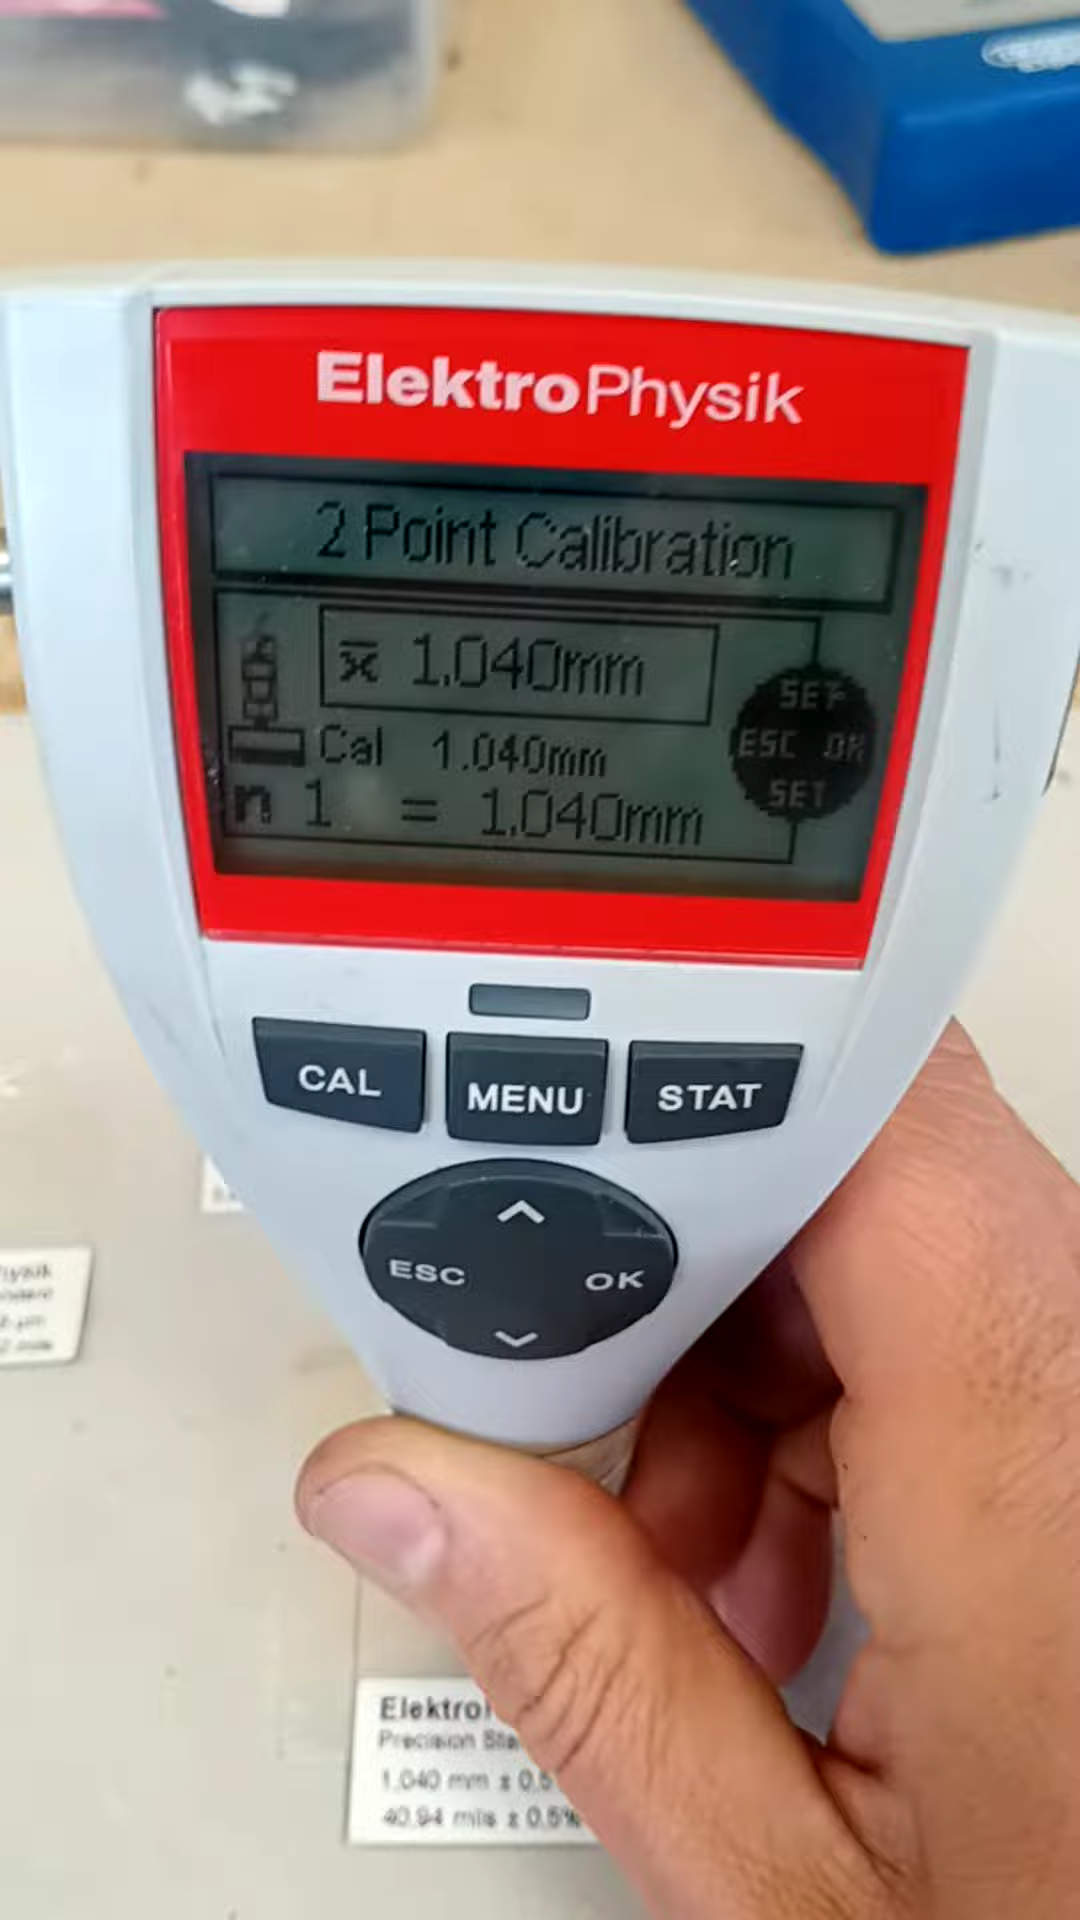 ElektroPhysik
2 Point Calibration
x̄ 1.040mm
Cal 1.040mm
n 1 = 1.040mm
SET
ESC OK
SET
CAL MENU STAT
ESC OK
Elektro
Precision Sta
1.040 mm ± 0.5
40.94 mils ± 0.5%